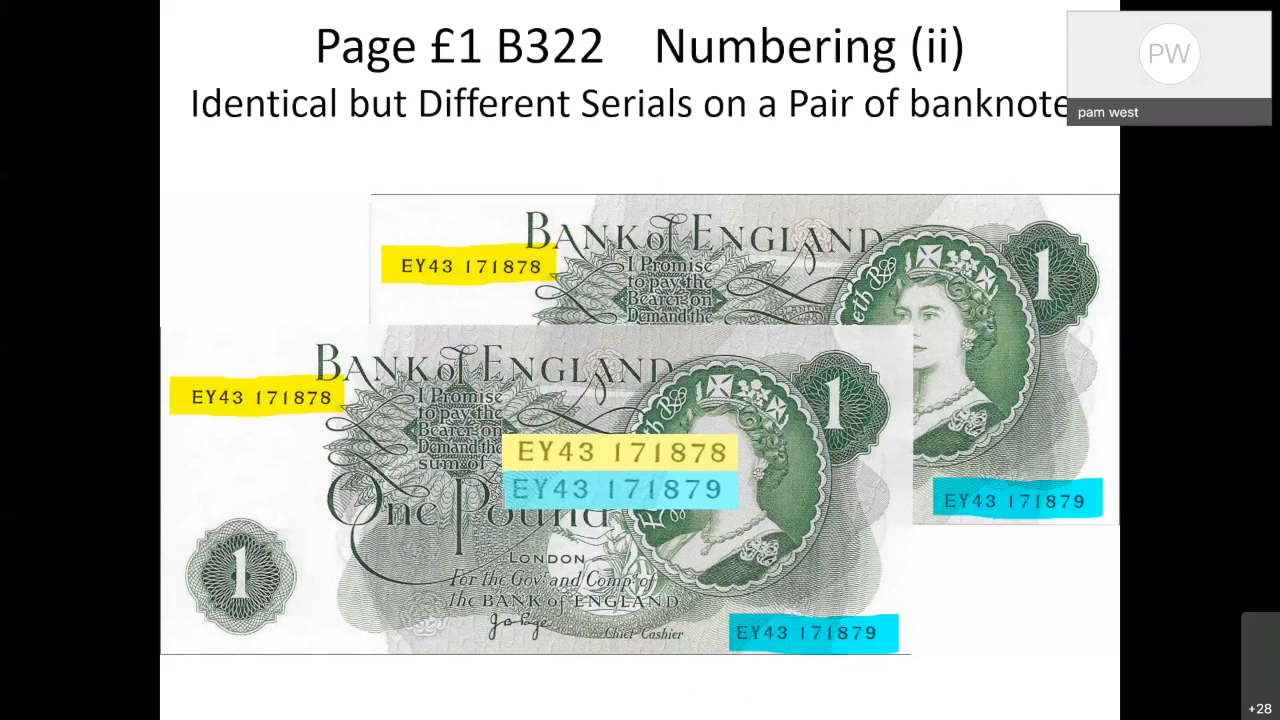 Page £1 B322 Numbering (ii)
Identical but Different Serials on a Pair of banknote
PW
pam west
BANK of ENGLAND
EY43 171878
I Promise
to pay the
Bearer on
Demand the
1
EY43 171879
BANK of ENGLAND
EY43 171878
I Promise
to pay the
Bearer on
Demand the
sum of
1
EY43 171878
EY43 171879
One Pound
1
LONDON
For the Govr. and Compa. of
the BANK of ENGLAND
Chief Cashier
EY43 171879
+28